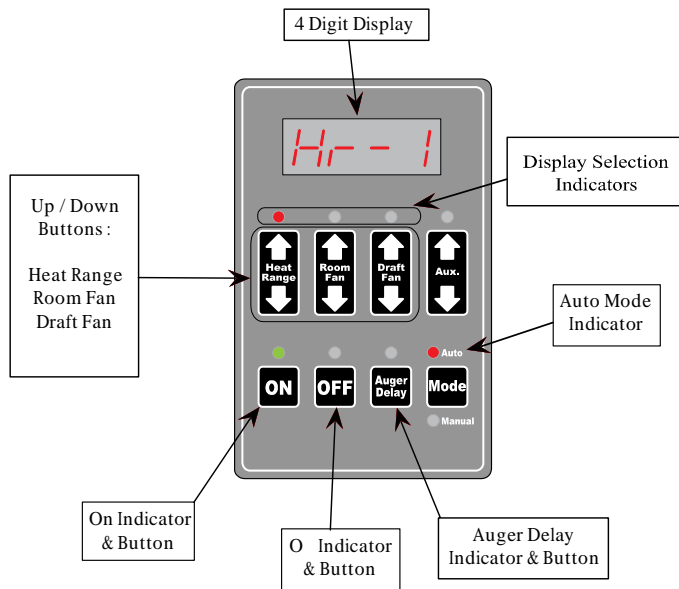 4 Digit Display
Hr--1
Display Selection
Indicators
Up / Down
Buttons :
Heat Range
Room Fan
Draft Fan
Heat
Range
Room
Fan
Draft
Fan
Aux.
Auto Mode
Indicator
Auto
ON
OFF
Auger
Delay
Mode
Manual
On Indicator
& Button
O Indicator
& Button
Auger Delay
Indicator & Button